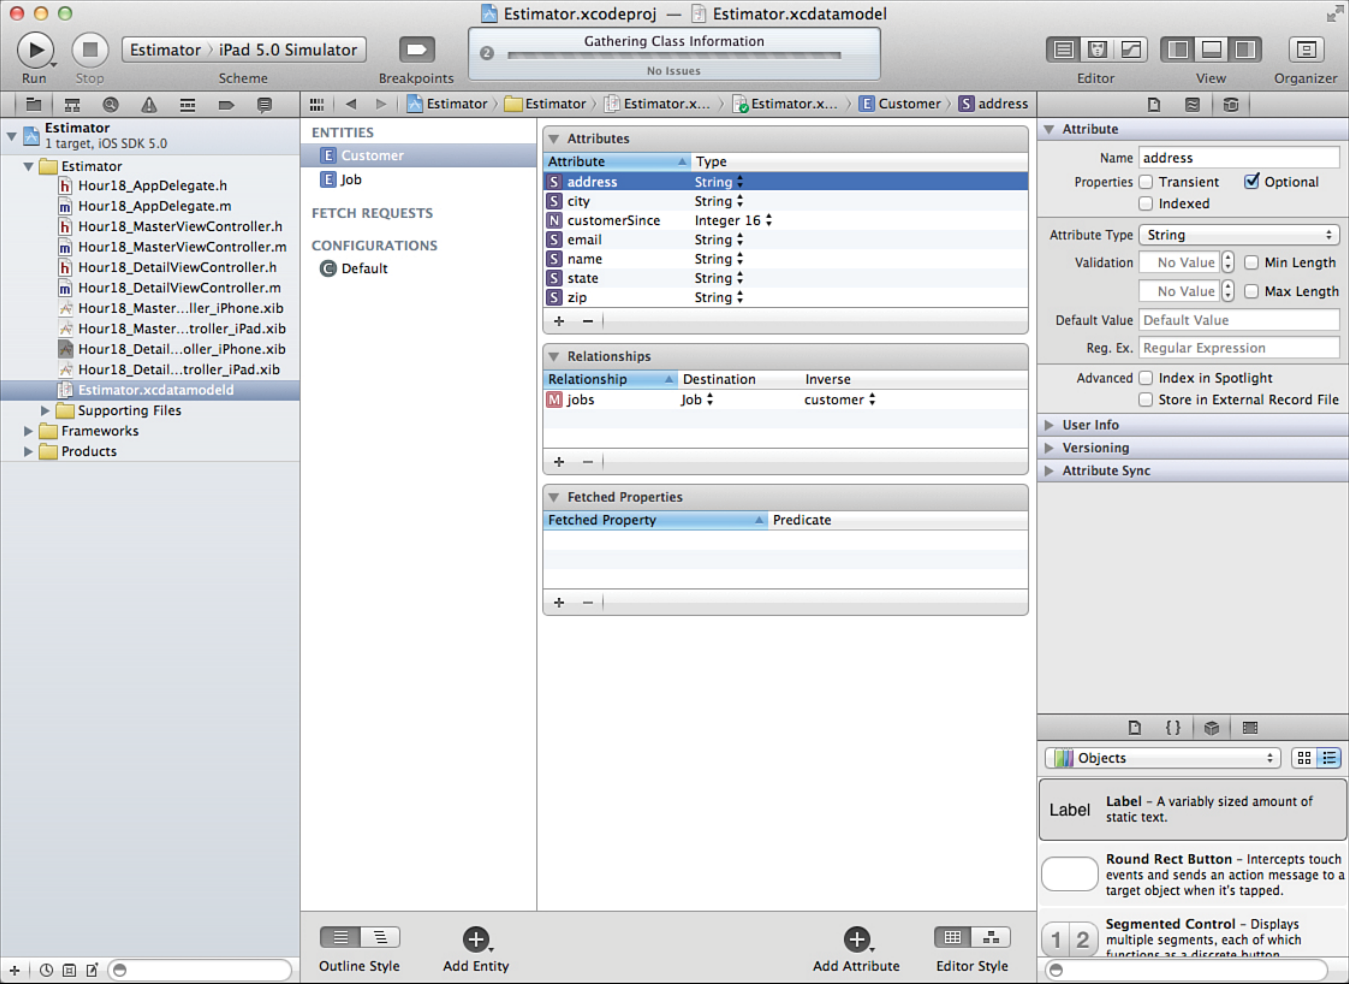 Estimator.xcodeproj — Estimator.xcdatamodel
Run
Stop
Estimator 〉 iPad 5.0 Simulator
Scheme
Breakpoints
2
Gathering Class Information
No Issues
Editor
View
Organizer
Estimator 〉 Estimator 〉 Estimator.x... 〉 Estimator.x... 〉 E Customer 〉 S address
Estimator
1 target, iOS SDK 5.0
Estimator
h Hour18_AppDelegate.h
m Hour18_AppDelegate.m
h Hour18_MasterViewController.h
m Hour18_MasterViewController.m
h Hour18_DetailViewController.h
m Hour18_DetailViewController.m
Hour18_Master...ller_iPhone.xib
Hour18_Master...troller_iPad.xib
Hour18_Detail...oller_iPhone.xib
Hour18_Detail...troller_iPad.xib
Estimator.xcdatamodeld
Supporting Files
Frameworks
Products
ENTITIES
E Customer
E Job
FETCH REQUESTS
CONFIGURATIONS
C Default
Attributes
Attribute Type
S address String
S city String
N customerSince Integer 16
S email String
S name String
S state String
S zip String
+ −
Relationships
Relationship Destination Inverse
M jobs Job customer
+ −
Fetched Properties
Fetched Property Predicate
+ −
Outline Style
Add Entity
Add Attribute
Editor Style
Attribute
Name address
Properties Transient Optional
Indexed
Attribute Type String
Validation No Value Min Length
No Value Max Length
Default Value Default Value
Reg. Ex. Regular Expression
Advanced Index in Spotlight
Store in External Record File
User Info
Versioning
Attribute Sync
{ }
Objects
Label
Label – A variably sized amount of
static text.
Round Rect Button – Intercepts touch
events and sends an action message to a
target object when it's tapped.
1 2
Segmented Control – Displays
multiple segments, each of which
functions as a discrete button.